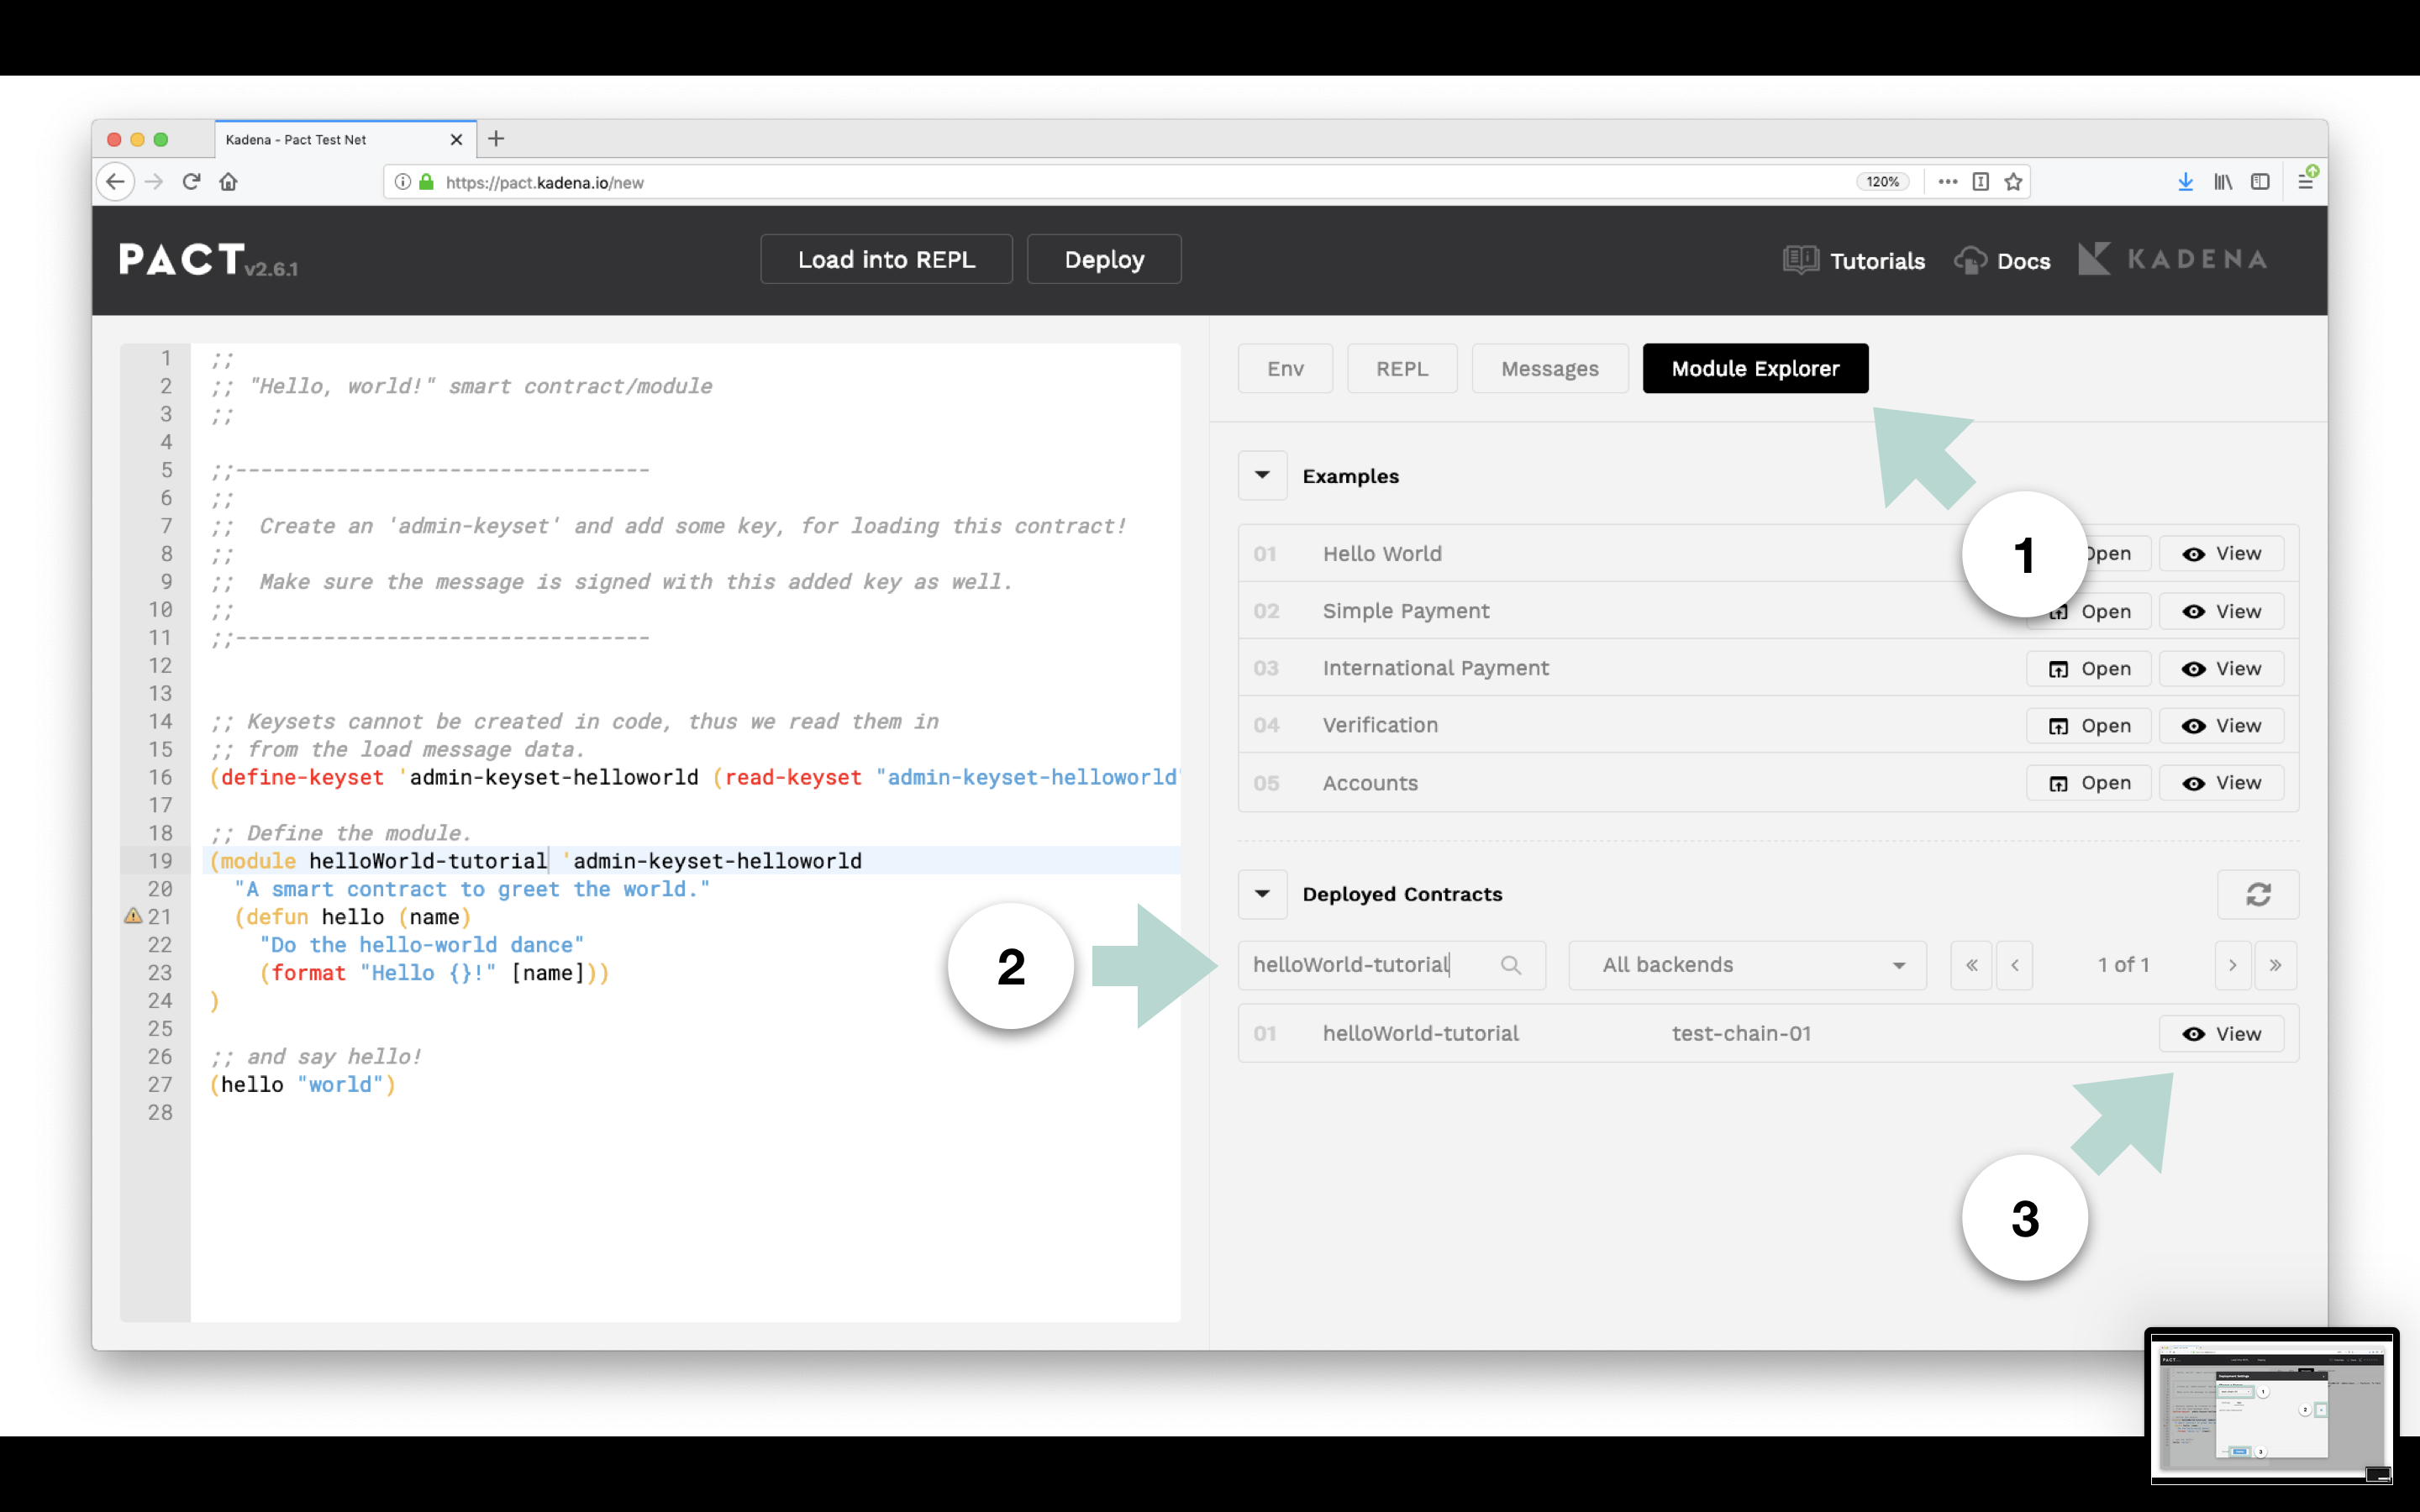 Kadena - Pact Test Net
https://pact.kadena.io/new
120%
PACT v2.6.1
Load into REPL
Deploy
Tutorials
Docs
KADENA
1 ;;
2 ;; "Hello, world!" smart contract/module
3 ;;
4
5 ;;---------------------------------
6 ;;
7 ;;  Create an 'admin-keyset' and add some key, for loading this contract!
8 ;;
9 ;;  Make sure the message is signed with this added key as well.
10 ;;
11 ;;---------------------------------
12
13
14 ;; Keysets cannot be created in code, thus we read them in
15 ;; from the load message data.
16 (define-keyset 'admin-keyset-helloworld (read-keyset "admin-keyset-helloworld"
17
18 ;; Define the module.
19 (module helloWorld-tutorial 'admin-keyset-helloworld
20   "A smart contract to greet the world."
21   (defun hello (name)
22     "Do the hello-world dance"
23     (format "Hello {}!" [name]))
24 )
25
26 ;; and say hello!
27 (hello "world")
28
Env
REPL
Messages
Module Explorer
1
Examples
01 Hello World Open View
02 Simple Payment Open View
03 International Payment Open View
04 Verification Open View
05 Accounts Open View
Deployed Contracts
2
helloWorld-tutorial
All backends
« ‹ 1 of 1 › »
01 helloWorld-tutorial test-chain-01 View
3